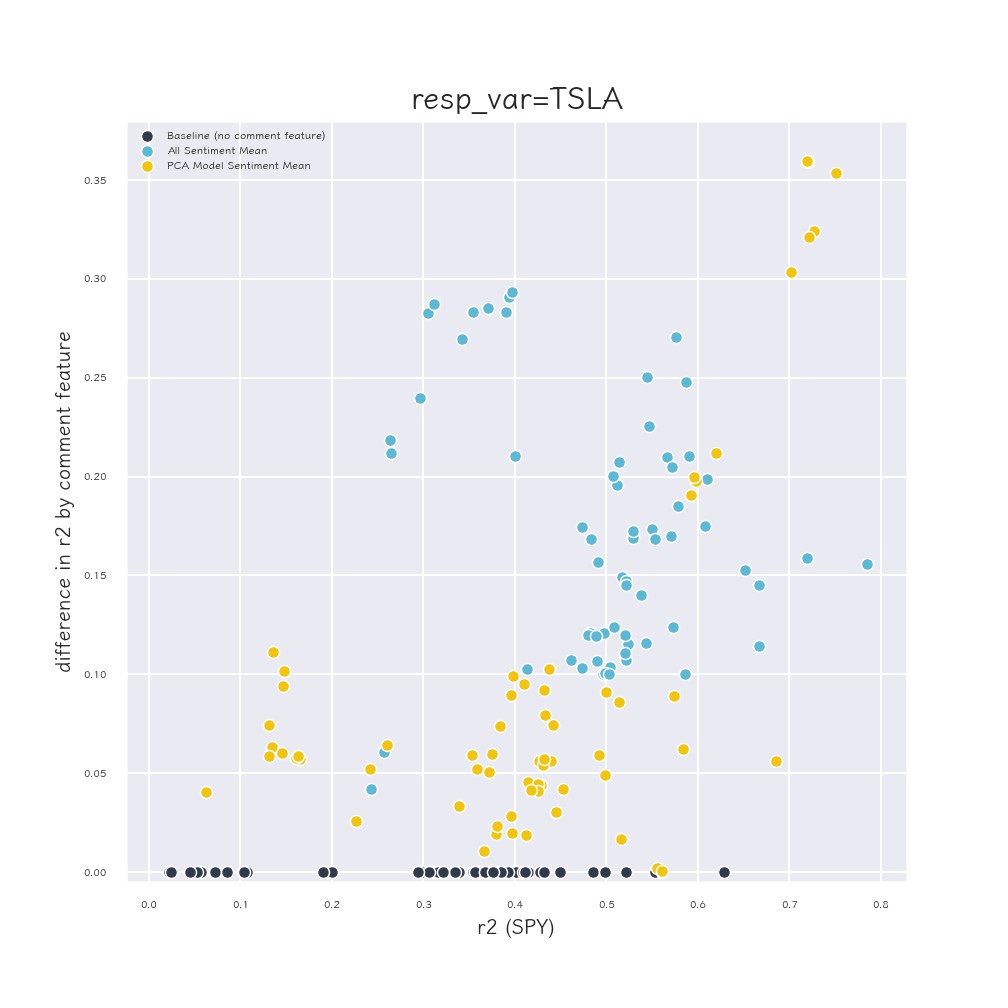 resp_var=TSLA
Baseline (no comment feature)
All Sentiment Mean
PCA Model Sentiment Mean
difference in r2 by comment feature
0.35
0.30
0.25
0.20
0.15
0.10
0.05
0.00
0.0 0.1 0.2 0.3 0.4 0.5 0.6 0.7 0.8
r2 (SPY)